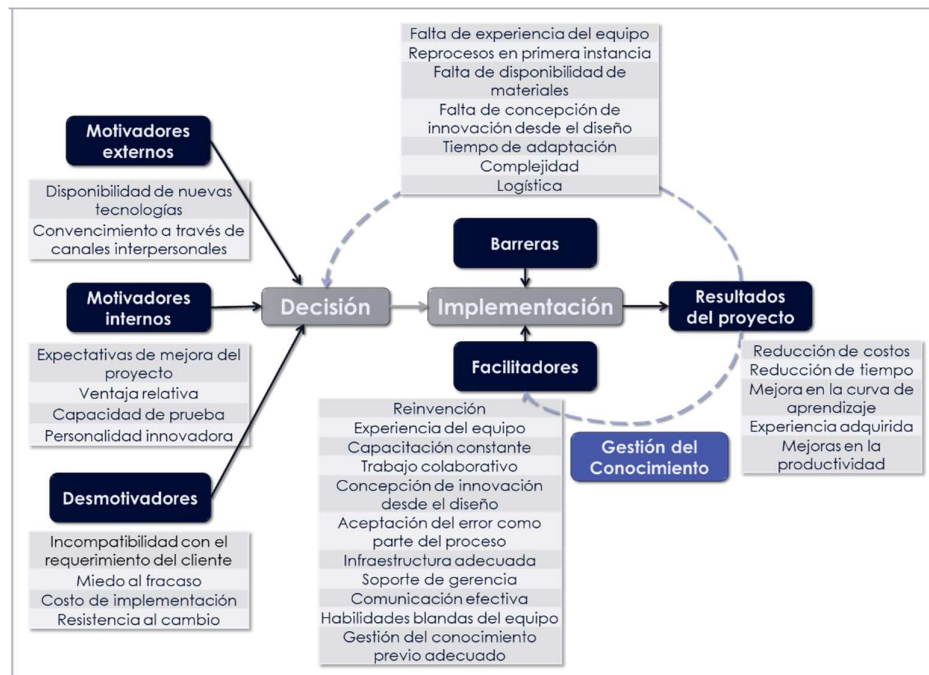 Falta de experiencia del equipo
Reprocesos en primera instancia
Falta de disponibilidad de
materiales
Falta de concepción de
innovación desde el diseño
Tiempo de adaptación
Complejidad
Logística
Motivadores
externos
Disponibilidad de nuevas
tecnologías
Convencimiento a través de
canales interpersonales
Barreras
Motivadores
internos
Decisión
Implementación
Resultados
del proyecto
Expectativas de mejora del
proyecto
Ventaja relativa
Capacidad de prueba
Personalidad innovadora
Facilitadores
Reinvención
Experiencia del equipo
Capacitación constante
Trabajo colaborativo
Concepción de innovación
desde el diseño
Aceptación del error como
parte del proceso
Infraestructura adecuada
Soporte de gerencia
Comunicación efectiva
Habilidades blandas del equipo
Gestión del conocimiento
previo adecuado
Gestión del
Conocimiento
Reducción de costos
Reducción de tiempo
Mejora en la curva de
aprendizaje
Experiencia adquirida
Mejoras en la
productividad
Desmotivadores
Incompatibilidad con el
requerimiento del cliente
Miedo al fracaso
Costo de implementación
Resistencia al cambio